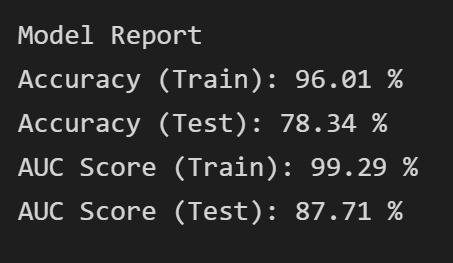 Model Report
Accuracy (Train): 96.01 %
Accuracy (Test): 78.34 %
AUC Score (Train): 99.29 %
AUC Score (Test): 87.71 %